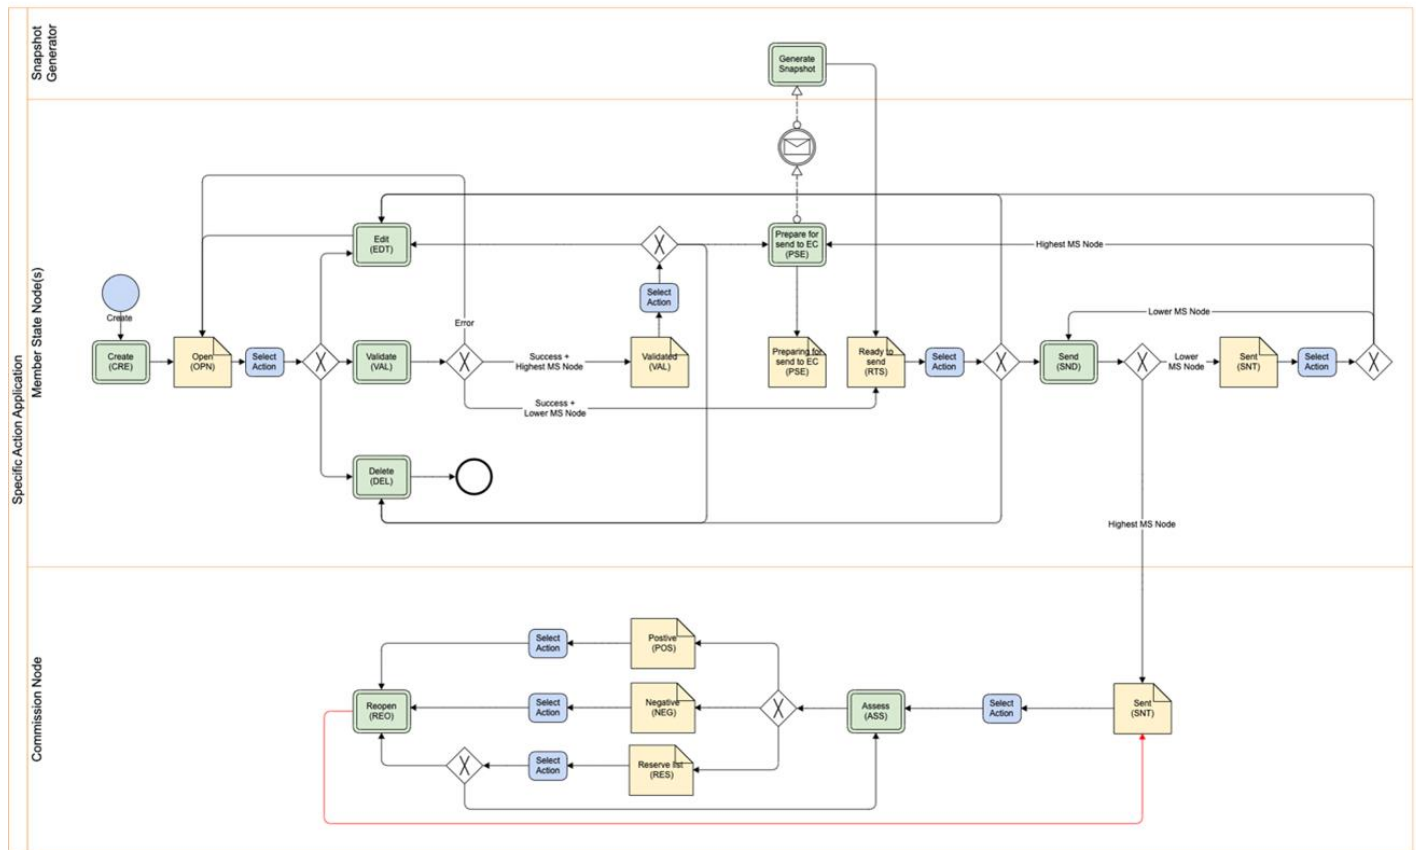 Specific Action Application
Snapshot
Generator
Generate
Snapshot
Member State Node(s)
Create
Create
(CRE)
Open
(OPN)
Select
Action
Edit
(EDT)
Validate
(VAL)
Delete
(DEL)
Error
Success +
Highest MS Node
Success +
Lower MS Node
Validated
(VAL)
Select
Action
Prepare for
send to EC
(PSE)
Preparing for
send to EC
(PSE)
Ready to
send
(RTS)
Select
Action
Send
(SND)
Highest MS Node
Lower MS Node
Lower
MS Node
Sent
(SNT)
Select
Action
Highest MS Node
Commission Node
Reopen
(REO)
Select
Action
Postive
(POS)
Select
Action
Negative
(NEG)
Select
Action
Reserve list
(RES)
Assess
(ASS)
Select
Action
Sent
(SNT)